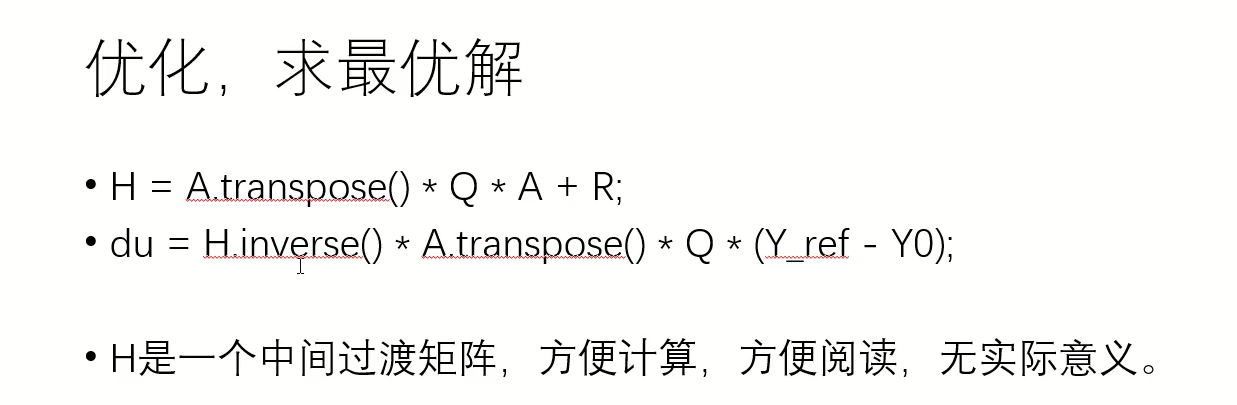 优化，求最优解
• H = A.transpose() * Q * A + R;
• du = H.inverse() * A.transpose() * Q * (Y_ref - Y0);
• H是一个中间过渡矩阵，方便计算，方便阅读，无实际意义。